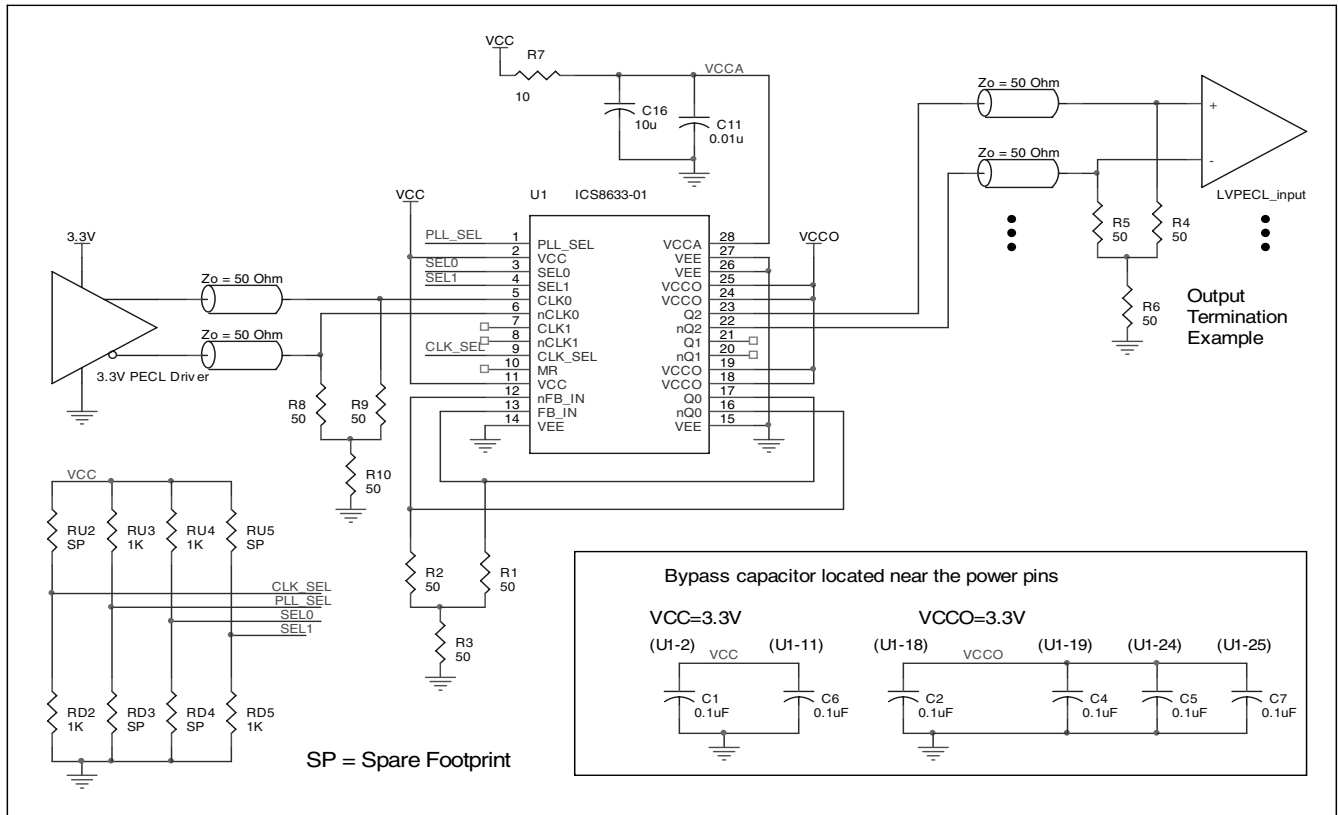 VCC
R7
10
VCCA
C16
10u
C11
0.01u
Zo = 50 Ohm
+
-
LVPECL_input
Zo = 50 Ohm
R5
50
R4
50
R6
50
Output
Termination
Example
3.3V
Zo = 50 Ohm
Zo = 50 Ohm
3.3V PECL Driver
R8
50
R9
50
R10
50
VCC
U1
ICS8633-01
VCCO
PLL_SEL
SEL0
SEL1
CLK_SEL
1 PLL_SEL
2 VCC
3 SEL0
4 SEL1
5 CLK0
6 nCLK0
7 CLK1
8 nCLK1
9 CLK_SEL
10 MR
11 VCC
12 nFB_IN
13 FB_IN
14 VEE
VCCA 28
VEE 27
VEE 26
VCCO 25
VCCO 24
Q2 23
nQ2 22
Q1 21
nQ1 20
VCCO 19
VCCO 18
Q0 17
nQ0 16
VEE 15
R2
50
R1
50
R3
50
VCC
RU2
SP
RU3
1K
RU4
1K
RU5
SP
CLK_SEL
PLL_SEL
SEL0
SEL1
RD2
1K
RD3
SP
RD4
SP
RD5
1K
SP = Spare Footprint
Bypass capacitor located near the power pins
VCC=3.3V
VCCO=3.3V
(U1-2)
VCC
(U1-11)
(U1-18)
VCCO
(U1-19)
(U1-24)
(U1-25)
C1
0.1uF
C6
0.1uF
C2
0.1uF
C4
0.1uF
C5
0.1uF
C7
0.1uF